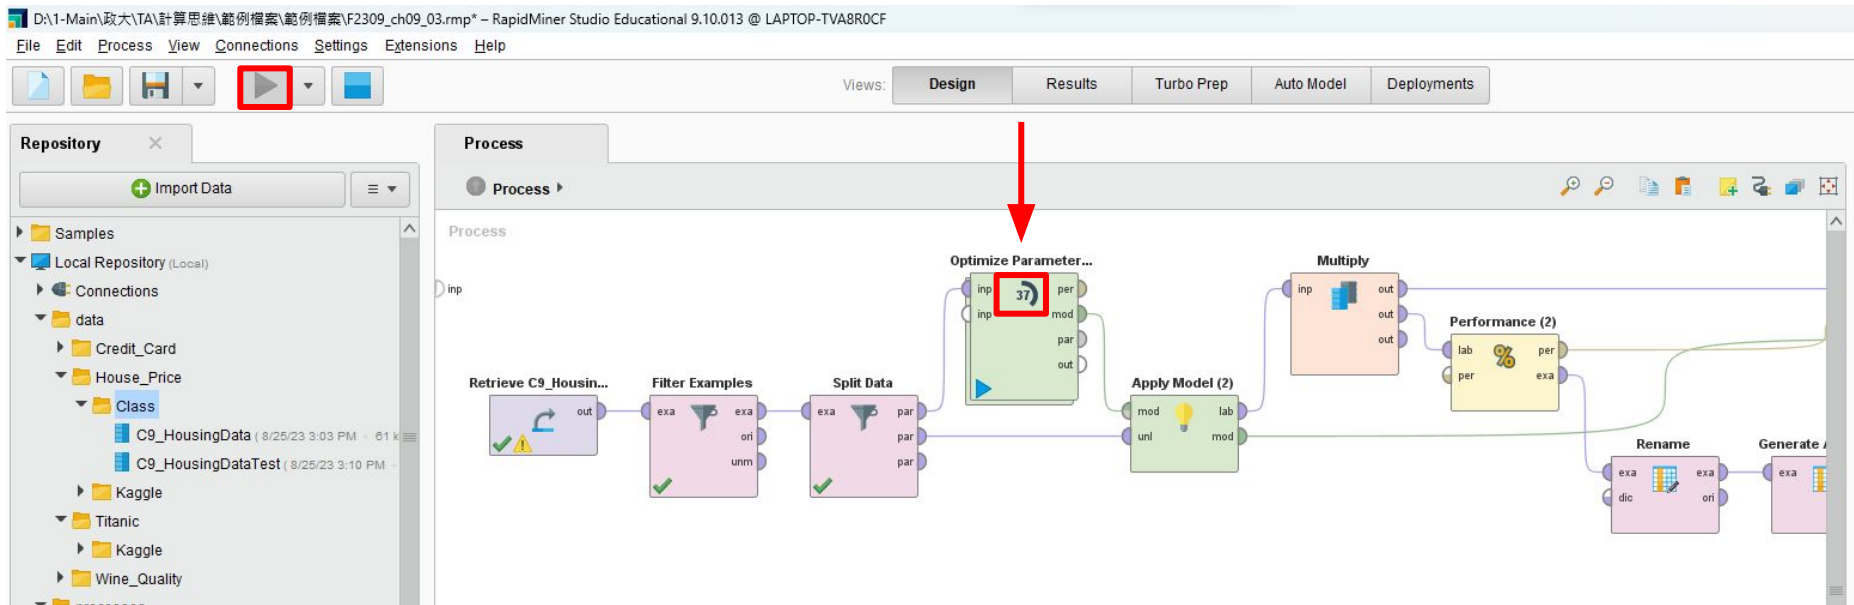 D:\1-Main\政大\TA\計算思維\範例檔案\範例檔案\F2309_ch09_03.rmp* – RapidMiner Studio Educational 9.10.013 @ LAPTOP-TVA8R0CF
File Edit Process View Connections Settings Extensions Help
Views: Design Results Turbo Prep Auto Model Deployments
Repository
Process
Import Data
Process
Process
Samples
Local Repository (Local)
Connections
data
Credit_Card
House_Price
Class
C9_HousingData ( 8/25/23 3:03 PM - 61 k
C9_HousingDataTest ( 8/25/23 3:10 PM -
Kaggle
Titanic
Kaggle
Wine_Quality
inp
Retrieve C9_Housin...
out
Filter Examples
exa exa
ori
unm
Split Data
exa par
par
par
Optimize Parameter...
inp 37 per
inp mod
par
out
Apply Model (2)
mod lab
unl mod
Multiply
inp out
out
out
Performance (2)
lab % per
per exa
Rename
exa exa
dic ori
Generate
exa